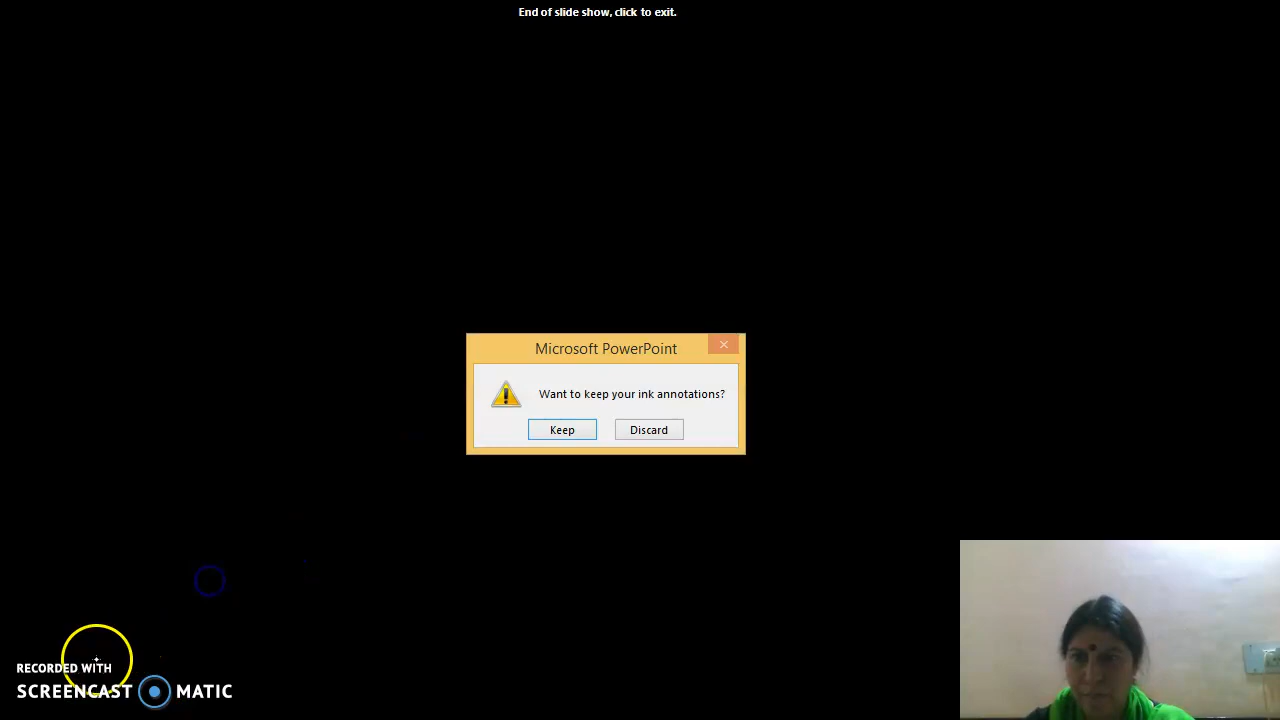 End of slide show, click to exit.
Microsoft PowerPoint
Want to keep your ink annotations?
Keep Discard
RECORDED WITH
SCREENCAST MATIC